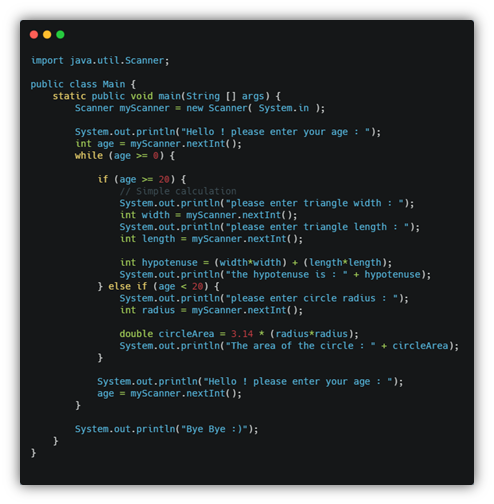 import java.util.Scanner;

public class Main {
    static public void main(String [] args) {
        Scanner myScanner = new Scanner( System.in );

        System.out.println("Hello ! please enter your age : ");
        int age = myScanner.nextInt();
        while (age >= 0) {

            if (age >= 20) {
                // Simple calculation
                System.out.println("please enter triangle width : ");
                int width = myScanner.nextInt();
                System.out.println("please enter triangle length : ");
                int length = myScanner.nextInt();

                int hypotenuse = (width*width) + (length*length);
                System.out.println("the hypotenuse is : " + hypotenuse);
            } else if (age < 20) {
                System.out.println("please enter circle radius : ");
                int radius = myScanner.nextInt();

                double circleArea = 3.14 * (radius*radius);
                System.out.println("The area of the circle : " + circleArea);
            }

            System.out.println("Hello ! please enter your age : ");
            age = myScanner.nextInt();
        }

        System.out.println("Bye Bye :)");
    }
}